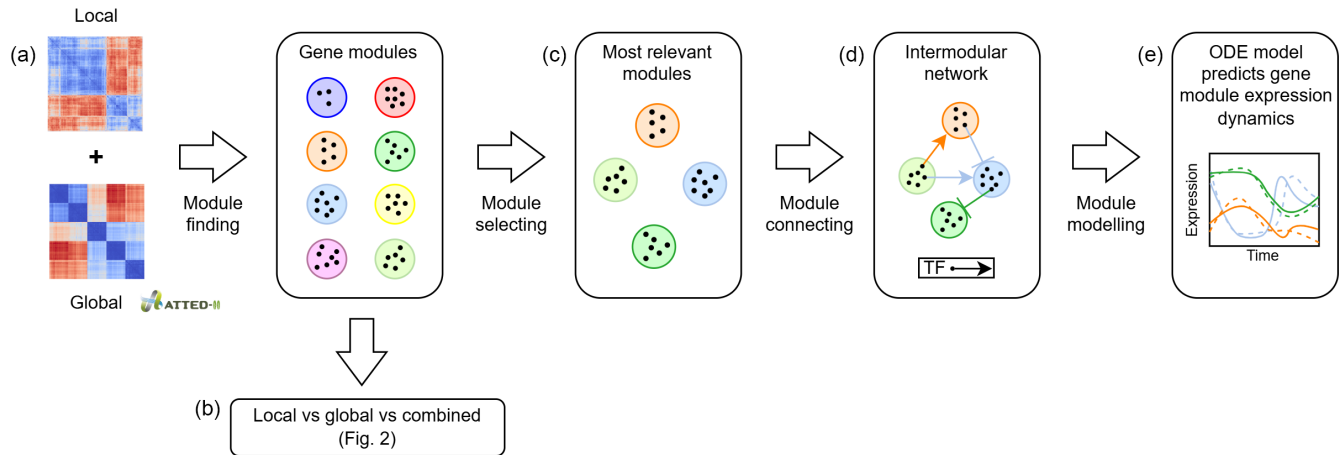 Local
(a)
+
Global
ATTED-II
Module
finding
Gene modules
(b)
Local vs global vs combined
(Fig. 2)
Module
selecting
(c)
Most relevant
modules
Module
connecting
(d)
Intermodular
network
TF
Module
modelling
(e)
ODE model
predicts gene
module expression
dynamics
Expression
Time